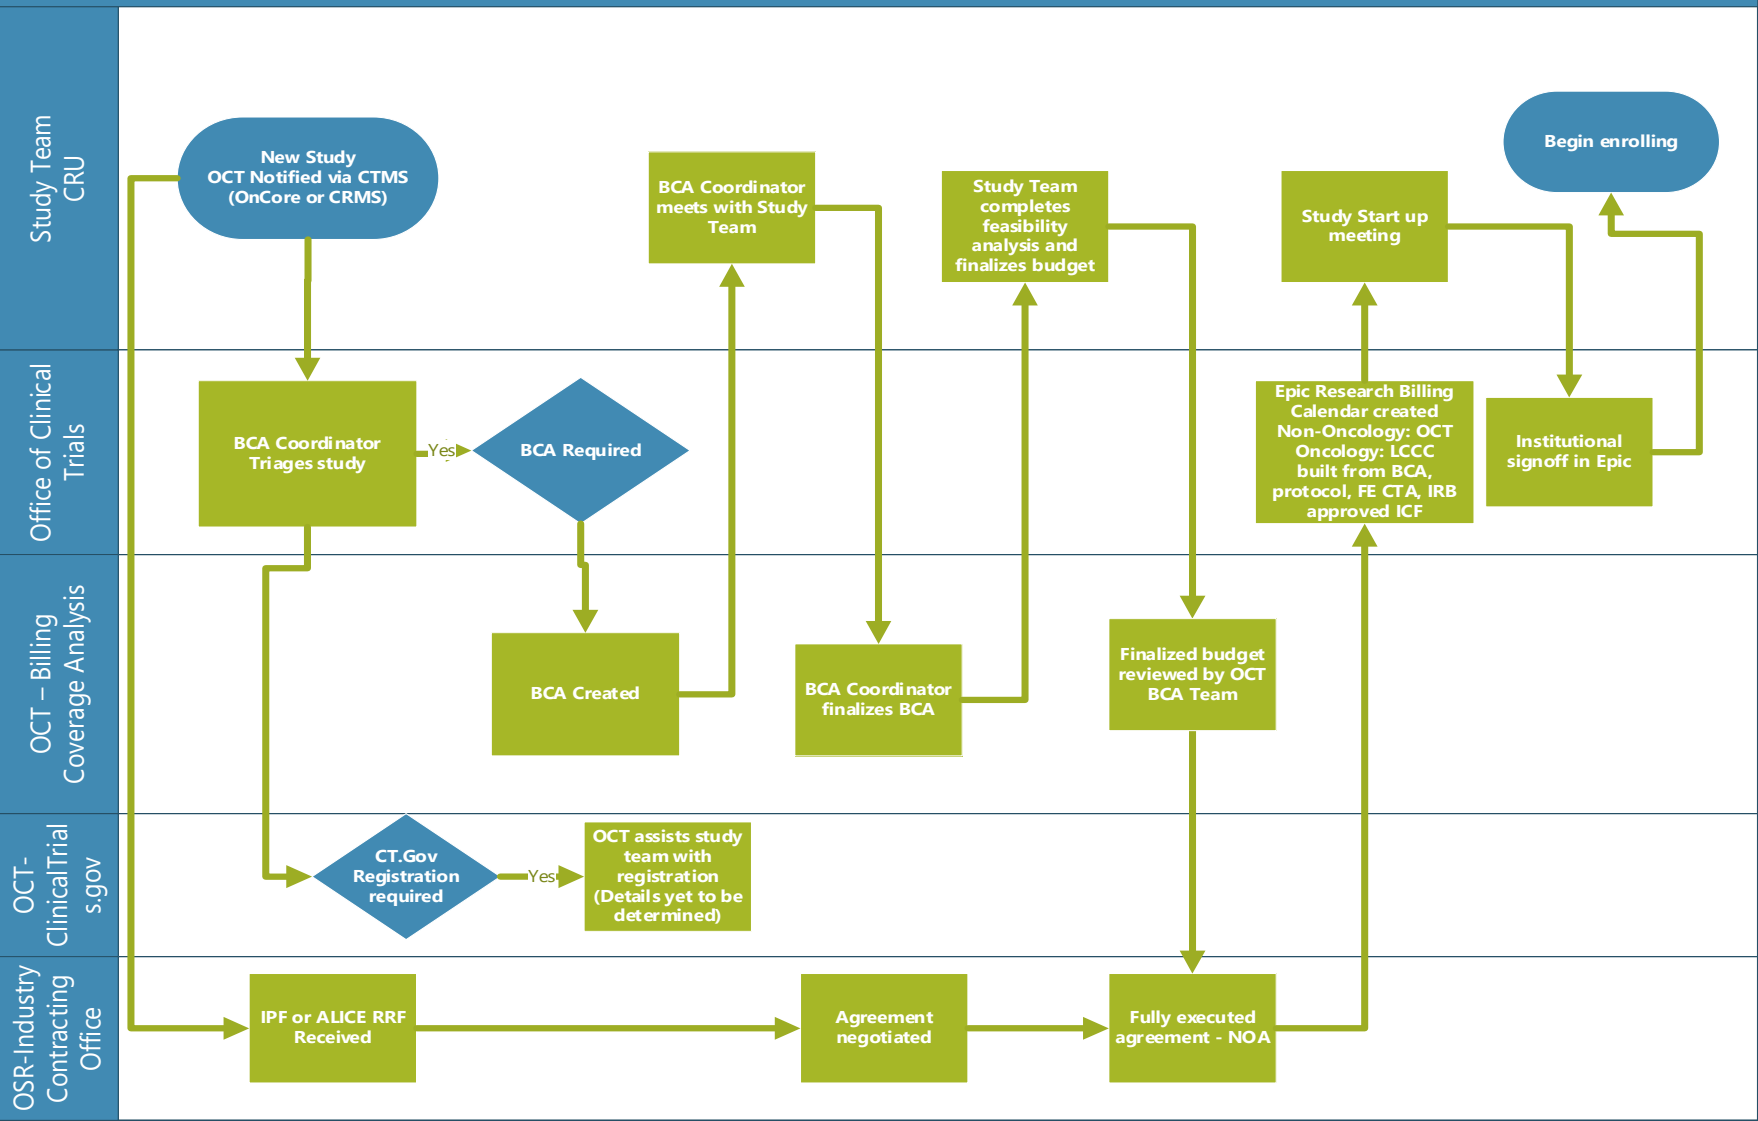 Study Team
CRU
New Study
OCT Notified via CTMS
(OnCore or CRMS)
BCA Coordinator
meets with Study
Team
Study Team
completes
feasibility
analysis and
finalizes budget
Study Start up
meeting
Begin enrolling
Office of Clinical
Trials
BCA Coordinator
Triages study
Yes
BCA Required
Epic Research Billing
Calendar created
Non-Oncology: OCT
Oncology: LCCC
built from BCA,
protocol, FE CTA, IRB
approved ICF
Institutional
signoff in Epic
OCT – Billing
Coverage Analysis
BCA Created
BCA Coordinator
finalizes BCA
Finalized budget
reviewed by OCT
BCA Team
OCT-
ClinicalTrial
s.gov
CT.Gov
Registration
required
Yes
OCT assists study
team with
registration
(Details yet to be
determined)
OSR-Industry
Contracting
Office
IPF or ALICE RRF
Received
Agreement
negotiated
Fully executed
agreement - NOA